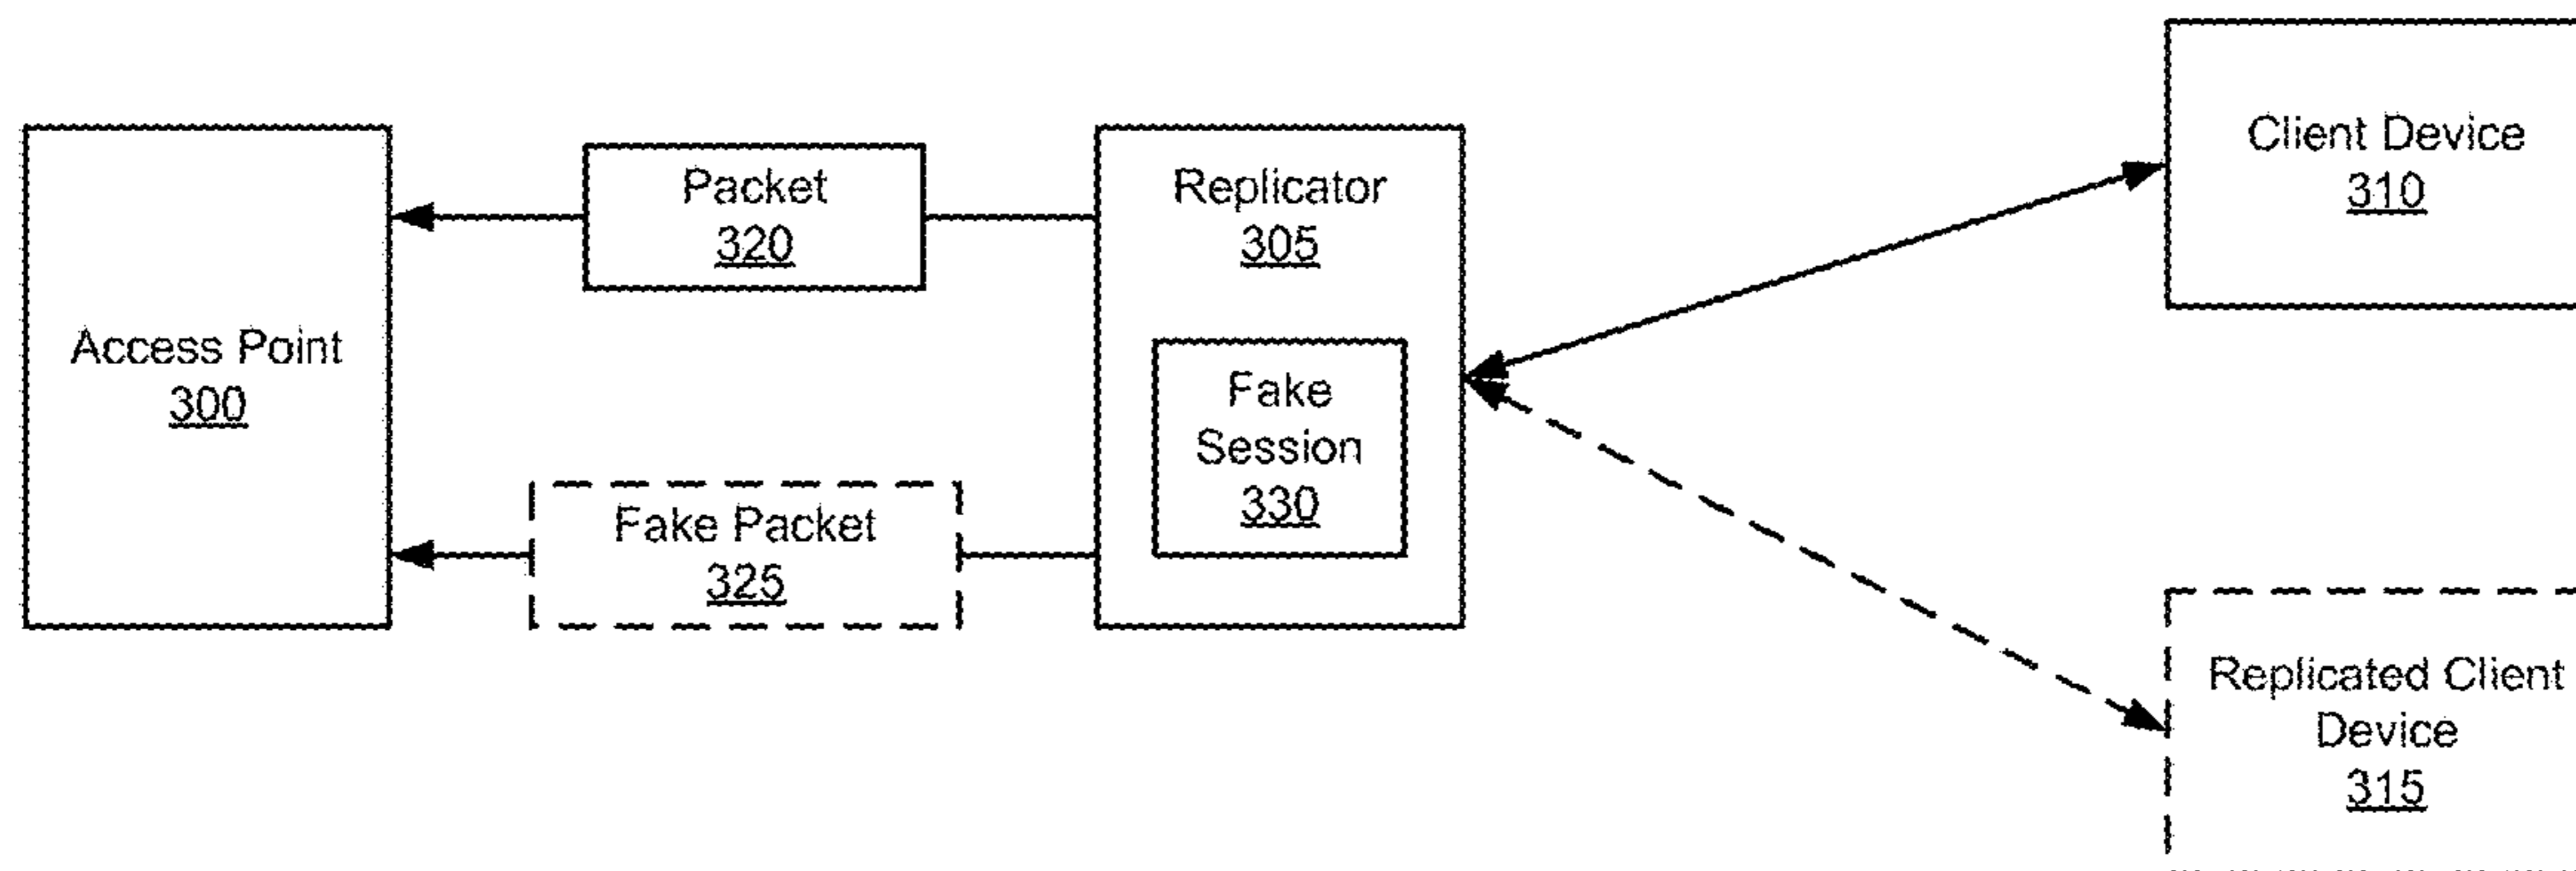 Access Point
300
Packet
320
Fake Packet
325
Replicator
305
Fake
Session
330
Client Device
310
Replicated Client
Device
315